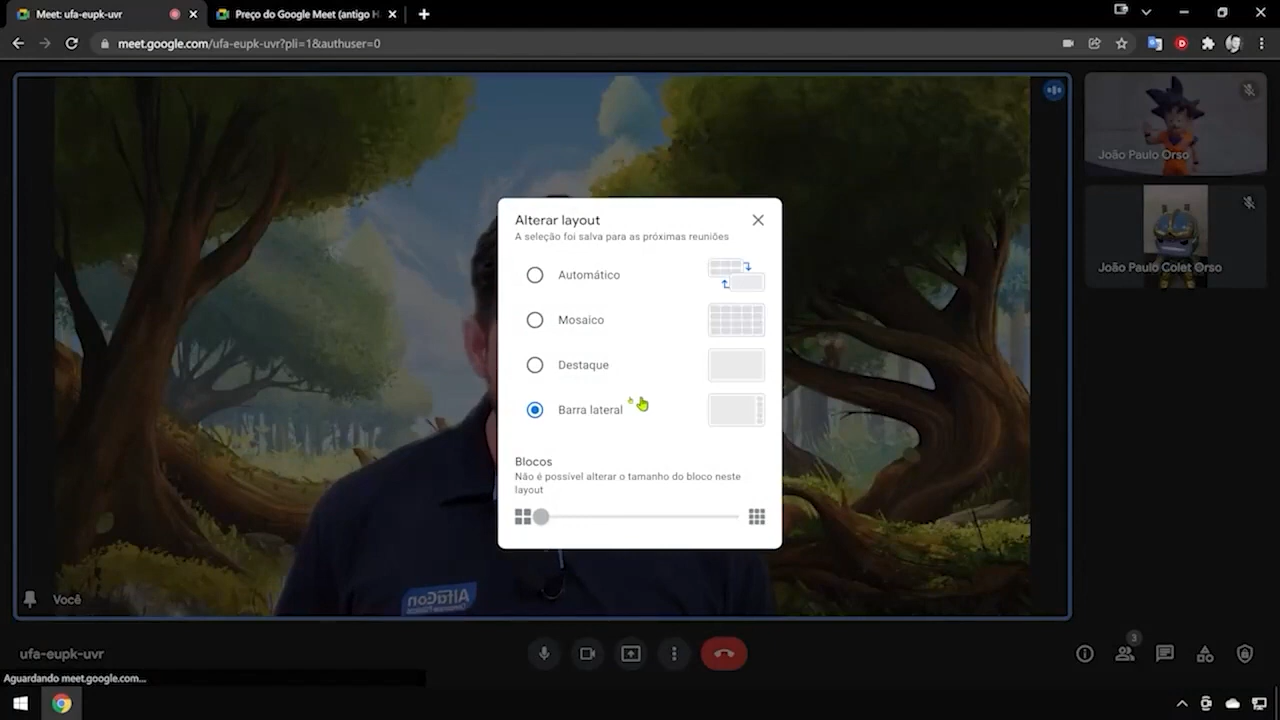 Meet: ufa-eupk-uvr
Preço do Google Meet (antigo H
meet.google.com/ufa-eupk-uvr?pli=1&authuser=0
João Paulo Orso
João Paulo Colet Orso
Alterar layout
A seleção foi salva para as próximas reuniões
Automático
Mosaico
Destaque
Barra lateral
Blocos
Não é possível alterar o tamanho do bloco neste
layout
AlfaCon
Você
ufa-eupk-uvr
3
Aguardando meet.google.com...